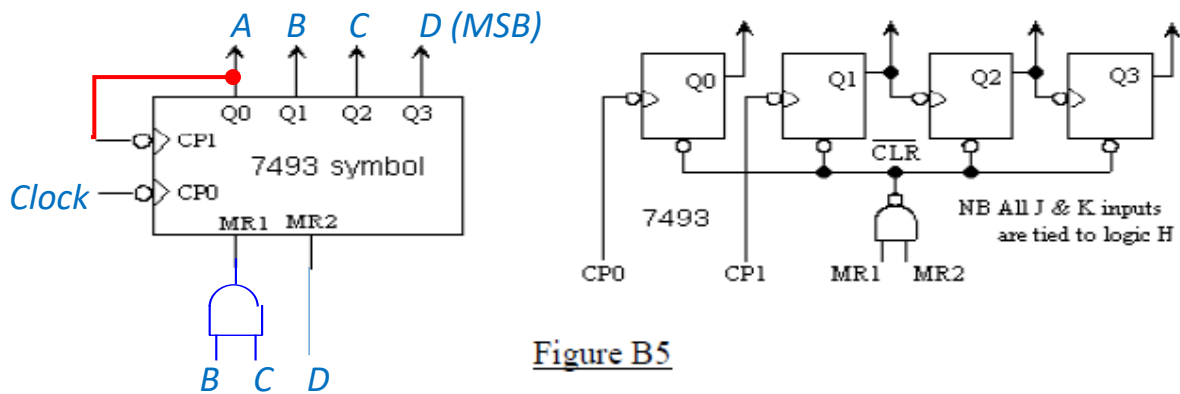 A B C D (MSB)
Q0 Q1 Q2 Q3
CP1
7493 symbol
Clock
CP0
MR1 MR2
B C D
Q0 Q1 Q2 Q3
CLR
7493
NB All J & K inputs
are tied to logic H
CP0 CP1 MR1 MR2
Figure B5